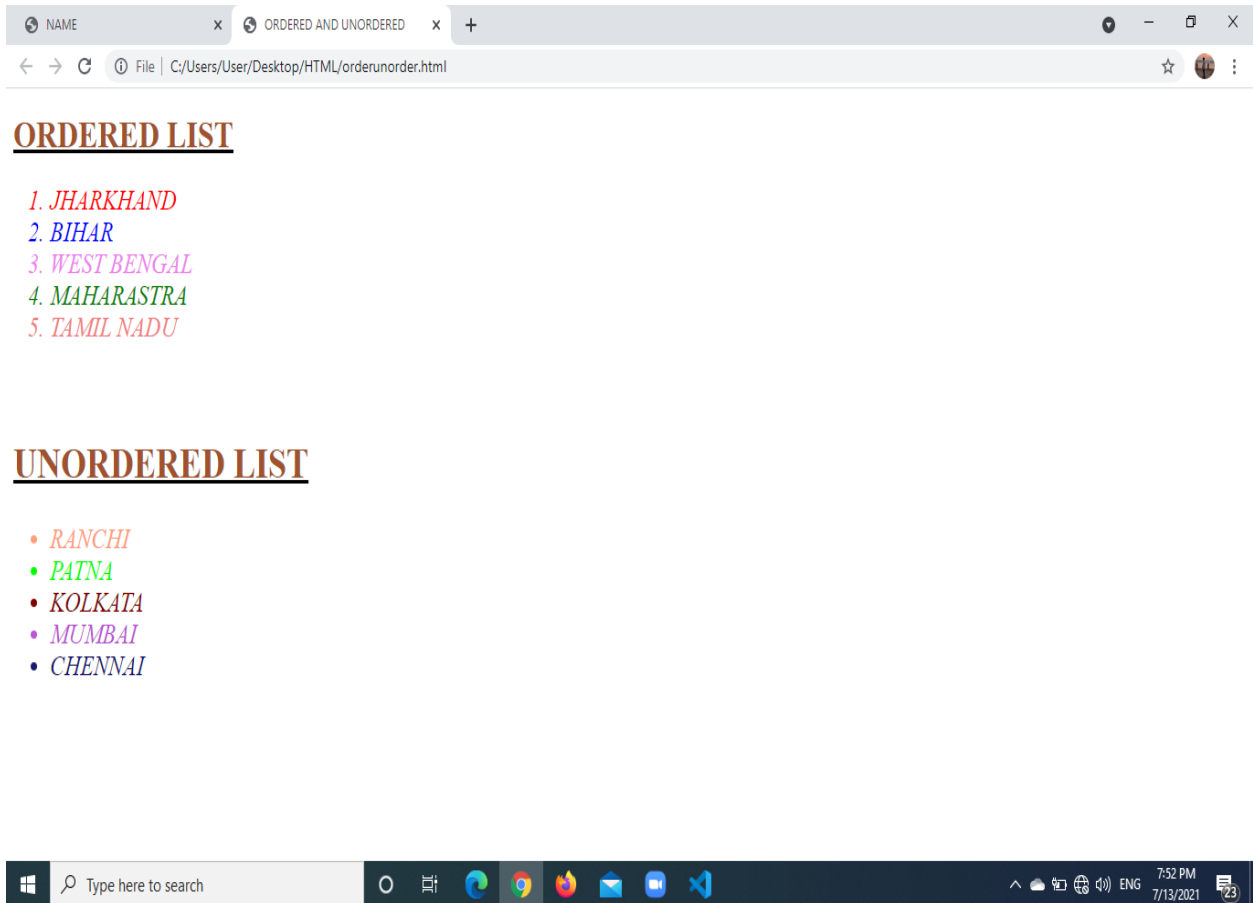 NAME
ORDERED AND UNORDERED
File C:/Users/User/Desktop/HTML/orderunorder.html
ORDERED LIST
1. JHARKHAND
2. BIHAR
3. WEST BENGAL
4. MAHARASTRA
5. TAMIL NADU
UNORDERED LIST
• RANCHI
• PATNA
• KOLKATA
• MUMBAI
• CHENNAI
Type here to search
ENG
7:52 PM
7/13/2021
23